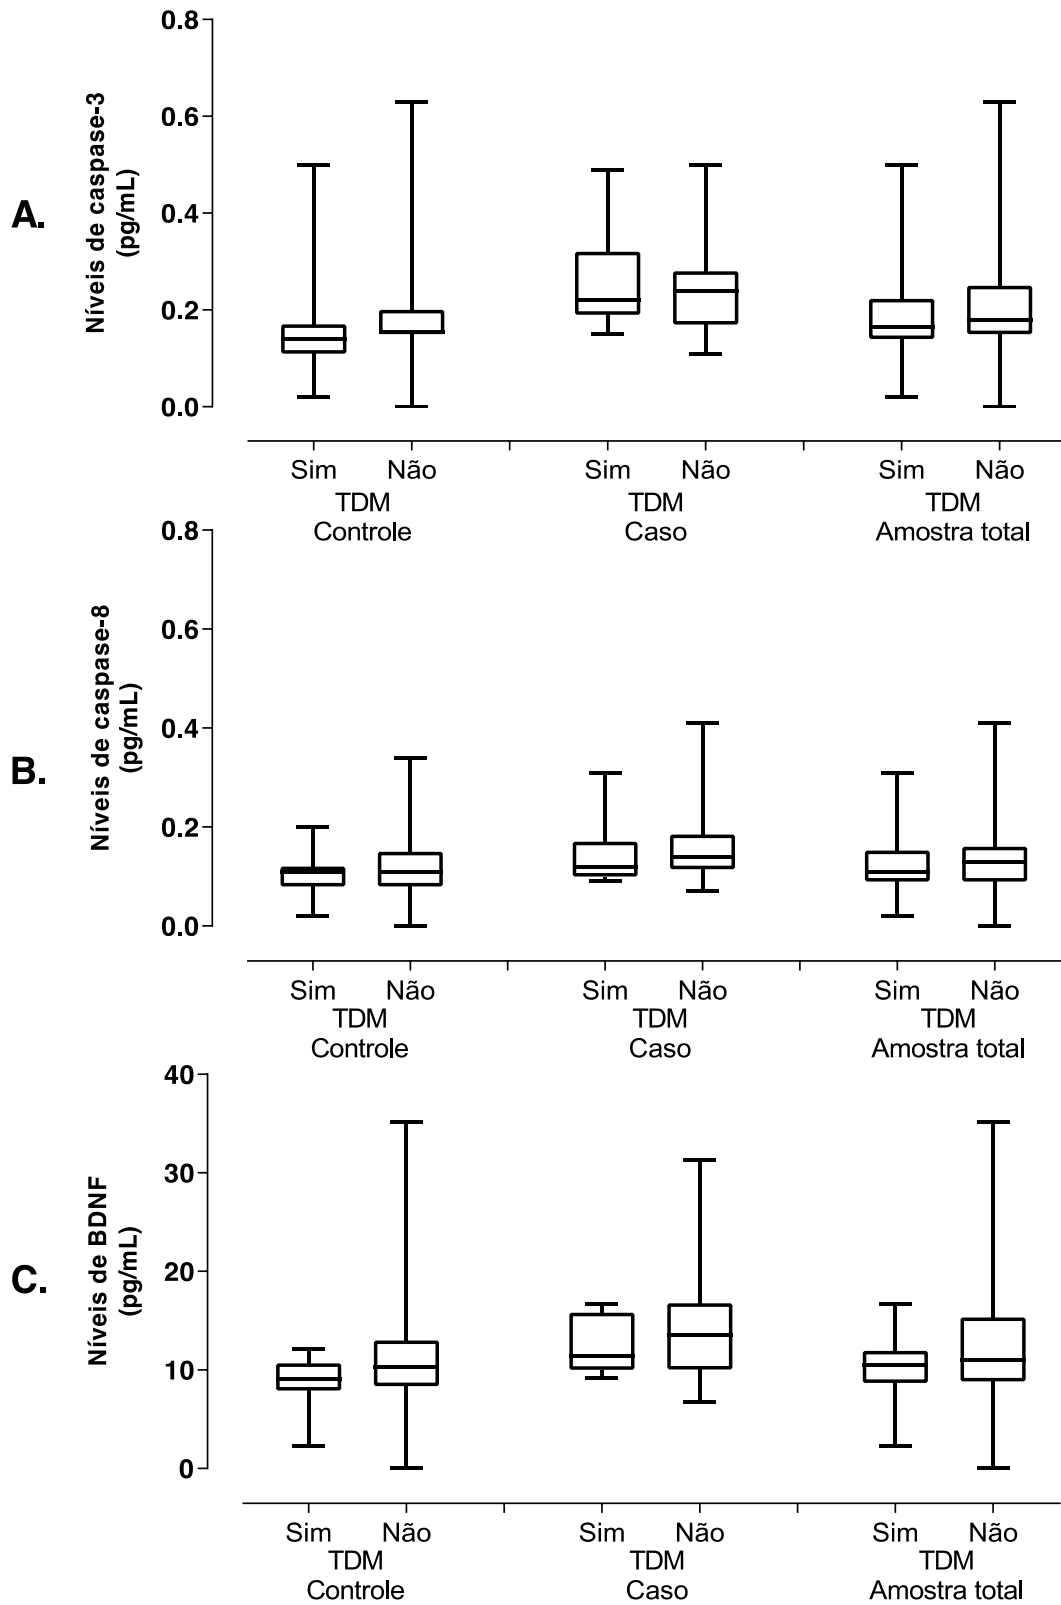 A.
Níveis de caspase-3
(pg/mL)
0.8
0.6
0.4
0.2
0.0
Sim Não Sim Não Sim Não
TDM TDM TDM
Controle Caso Amostra total
B.
Níveis de caspase-8
(pg/mL)
0.8
0.6
0.4
0.2
0.0
Sim Não Sim Não Sim Não
TDM TDM TDM
Controle Caso Amostra total
C.
Níveis de BDNF
(pg/mL)
40
30
20
10
0
Sim Não Sim Não Sim Não
TDM TDM TDM
Controle Caso Amostra total